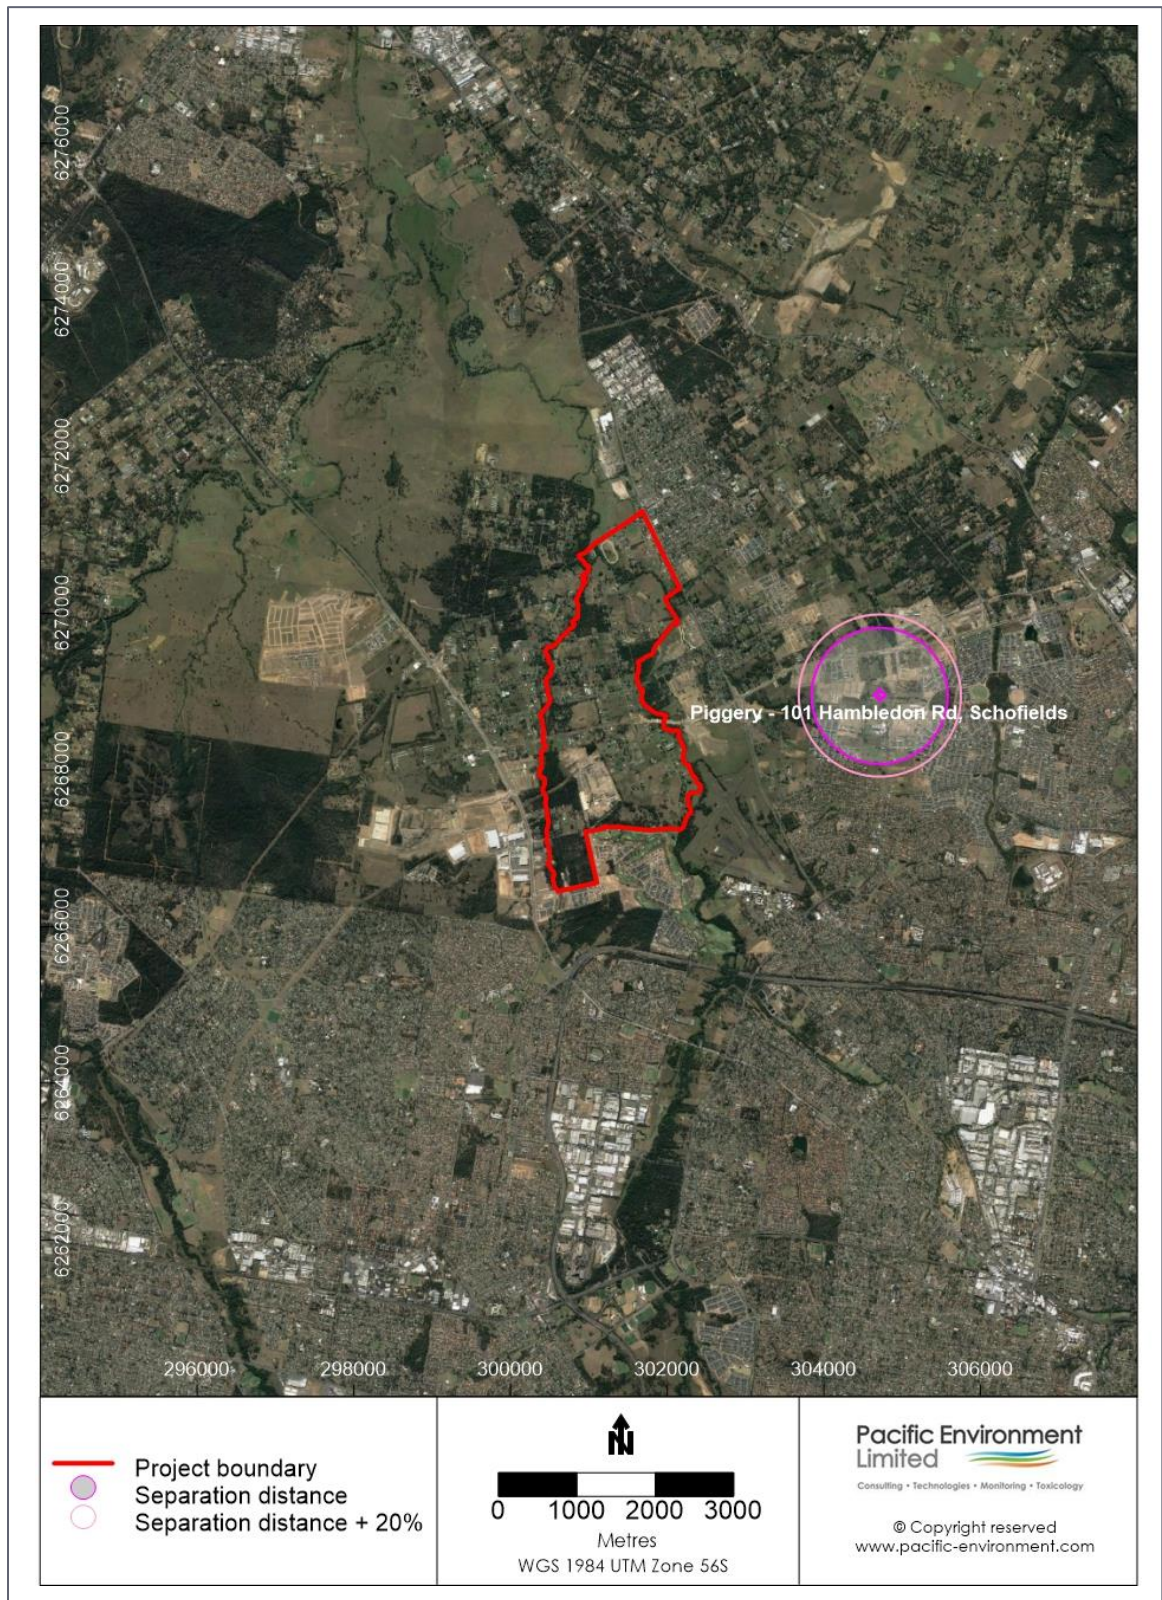 6276000
6274000
6272000
6270000
Piggery - 101 Hambledon Rd, Schofields
6268000
6266000
6264000
6262000
296000 298000 300000 302000 304000 306000
Project boundary
Separation distance
Separation distance + 20%
N
0 1000 2000 3000
Metres
WGS 1984 UTM Zone 56S
Pacific Environment
Limited
Consulting • Technologies • Monitoring • Toxicology
© Copyright reserved
www.pacific-environment.com